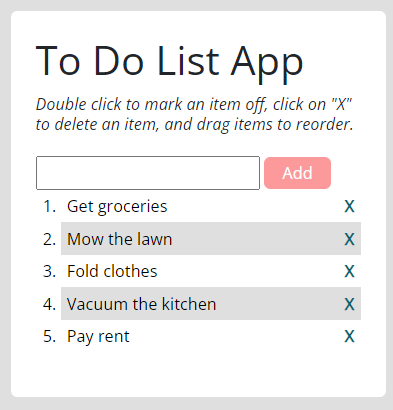 To Do List App
Double click to mark an item off, click on "X"
to delete an item, and drag items to reorder.
Add
1. Get groceries X
2. Mow the lawn X
3. Fold clothes X
4. Vacuum the kitchen X
5. Pay rent X